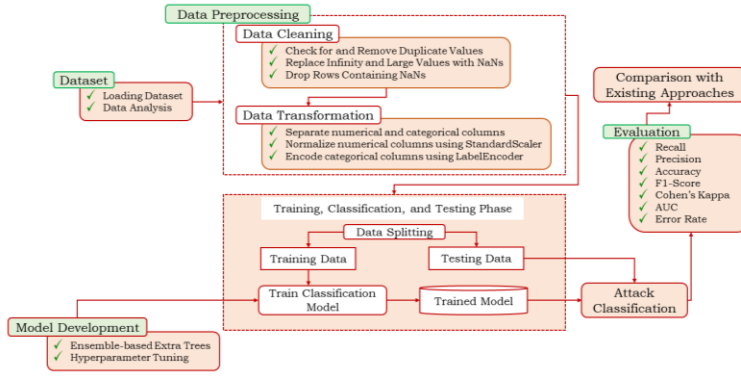 Data Preprocessing
Data Cleaning
Check for and Remove Duplicate Values
Replace Infinity and Large Values with NaNs
Drop Rows Containing NaNs
Dataset
Loading Dataset
Data Analysis
Data Transformation
Separate numerical and categorical columns
Normalize numerical columns using StandardScaler
Encode categorical columns using LabelEncoder
Comparison with
Existing Approaches
Evaluation
Recall
Precision
Accuracy
F1-Score
Cohen's Kappa
AUC
Error Rate
Training, Classification, and Testing Phase
Data Splitting
Training Data
Testing Data
Train Classification
Model
Trained Model
Attack
Classification
Model Development
Ensemble-based Extra Trees
Hyperparameter Tuning